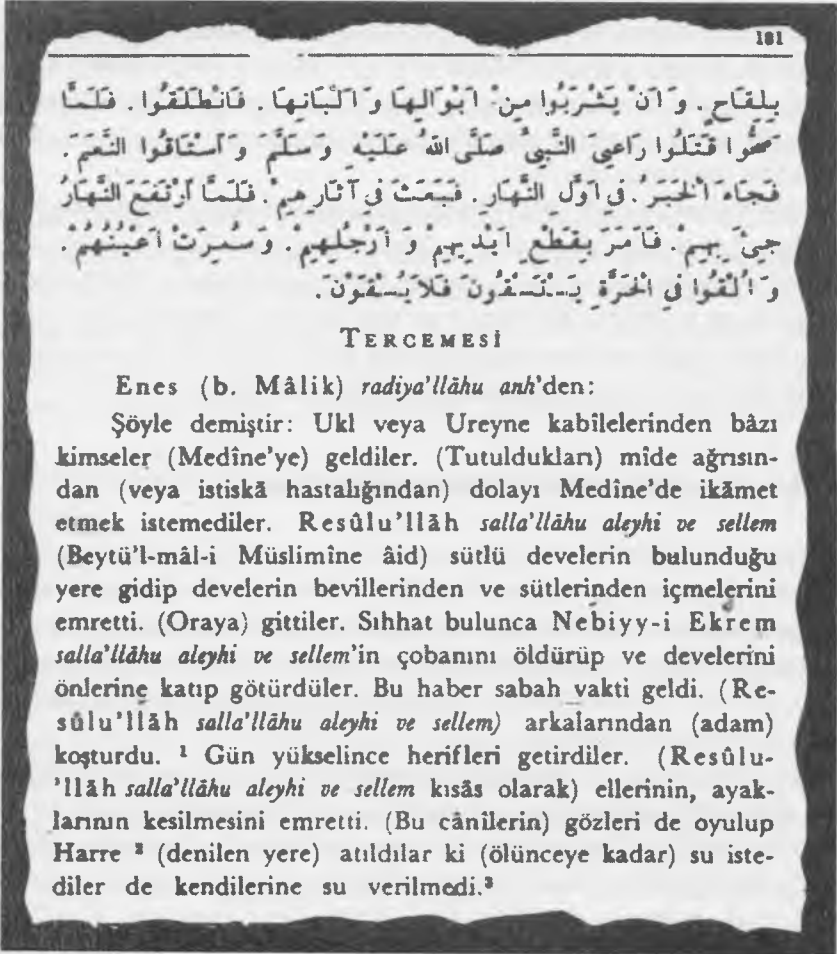 181
بِلِقَاحٍ. وَ اَنْ يَشْرَبُوا مِنْ اَبْوَالِهَا وَ اَلْبَانِهَا. فَانْطَلَقُوا. فَلَمَّا
صَحُّوا قَتَلُوا رَاعِيَ النَّبِيِّ صَلَّى اللهُ عَلَيْهِ وَ سَلَّمَ وَ اَسْتَاقُوا النَّعَمَ.
فَجَاءَ الْخَبَرُ. فِي اَوَّلِ النَّهَارِ. فَبَعَثَ فِي آثَارِهِمْ. فَلَمَّا اَرْتَفَعَ النَّهَارُ
جِيئَ بِهِمْ. فَاَمَرَ بِقَطْعِ اَيْدِيهِمْ وَ اَرْجُلِهِمْ. وَ سُمِرَتْ اَعْيُنُهُمْ.
وَ اُلْقُوا فِي الْحَرَّةِ يَسْتَسْقُونَ فَلَا يُسْقَوْنَ.
TERCEMESİ
Enes (b. Mâlik) radiya'llâhu anh'den:
Şöyle demiştir: Ukl veya Ureyne kabîlelerinden bâzı
kimseler (Medîne'ye) geldiler. (Tutuldukları) mîde ağrısın-
dan (veya istiskâ hastalığından) dolayı Medîne'de ikâmet
etmek istemediler. Resûlu'llâh salla'llâhu aleyhi ve sellem
(Beytü'l-mâl-i Müslimîne âid) sütlü develerin bulunduğu
yere gidip develerin bevillerinden ve sütlerinden içmelerini
emretti. (Oraya) gittiler. Sıhhat bulunca Nebiyy-i Ekrem
salla'llâhu aleyhi ve sellem'in çobanını öldürüp ve develerini
önlerine katıp götürdüler. Bu haber sabah vakti geldi. (Re-
sûlu'llâh salla'llâhu aleyhi ve sellem) arkalarından (adam)
koşturdu. ¹ Gün yükselince herifleri getirdiler. (Resûlu-
'llâh salla'llâhu aleyhi ve sellem kısâs olarak) ellerinin, ayak-
larının kesilmesini emretti. (Bu cânîlerin) gözleri de oyulup
Harre ² (denilen yere) atıldılar ki (ölünceye kadar) su iste-
diler de kendilerine su verilmedi.³